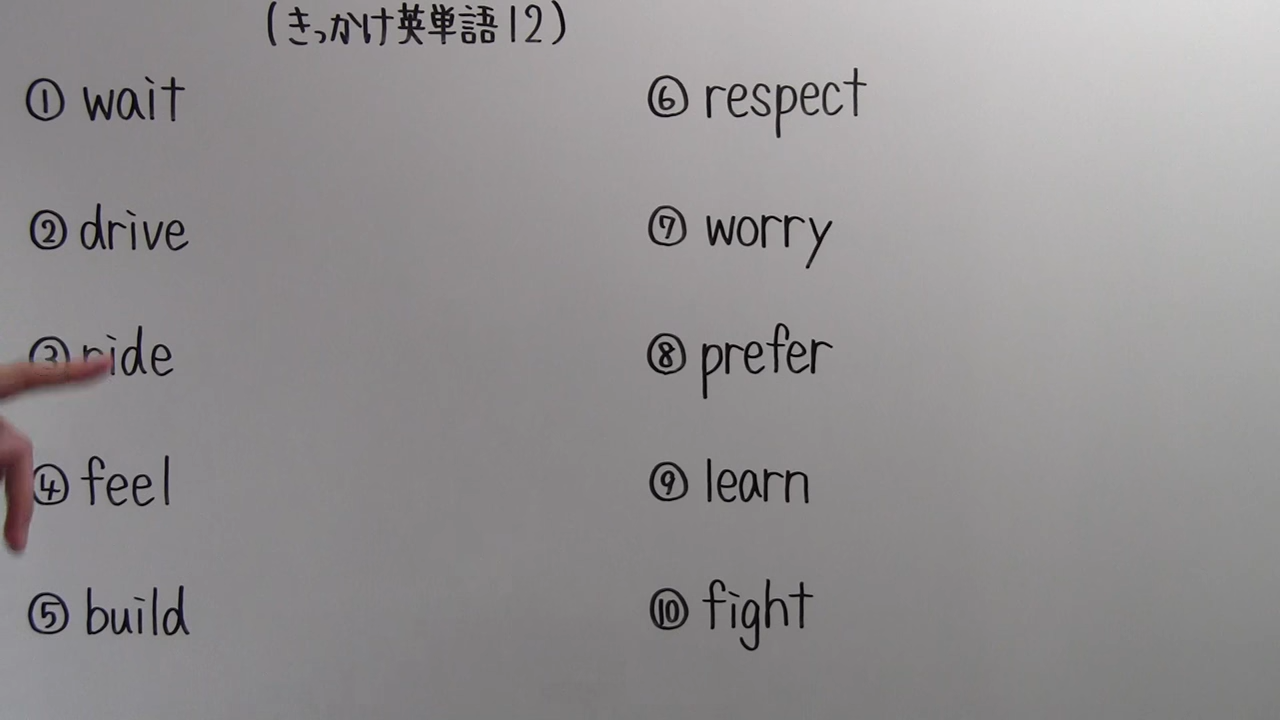 (きっかけ英単語12)
① wait
② drive
③ ride
④ feel
⑤ build
⑥ respect
⑦ worry
⑧ prefer
⑨ learn
⑩ fight